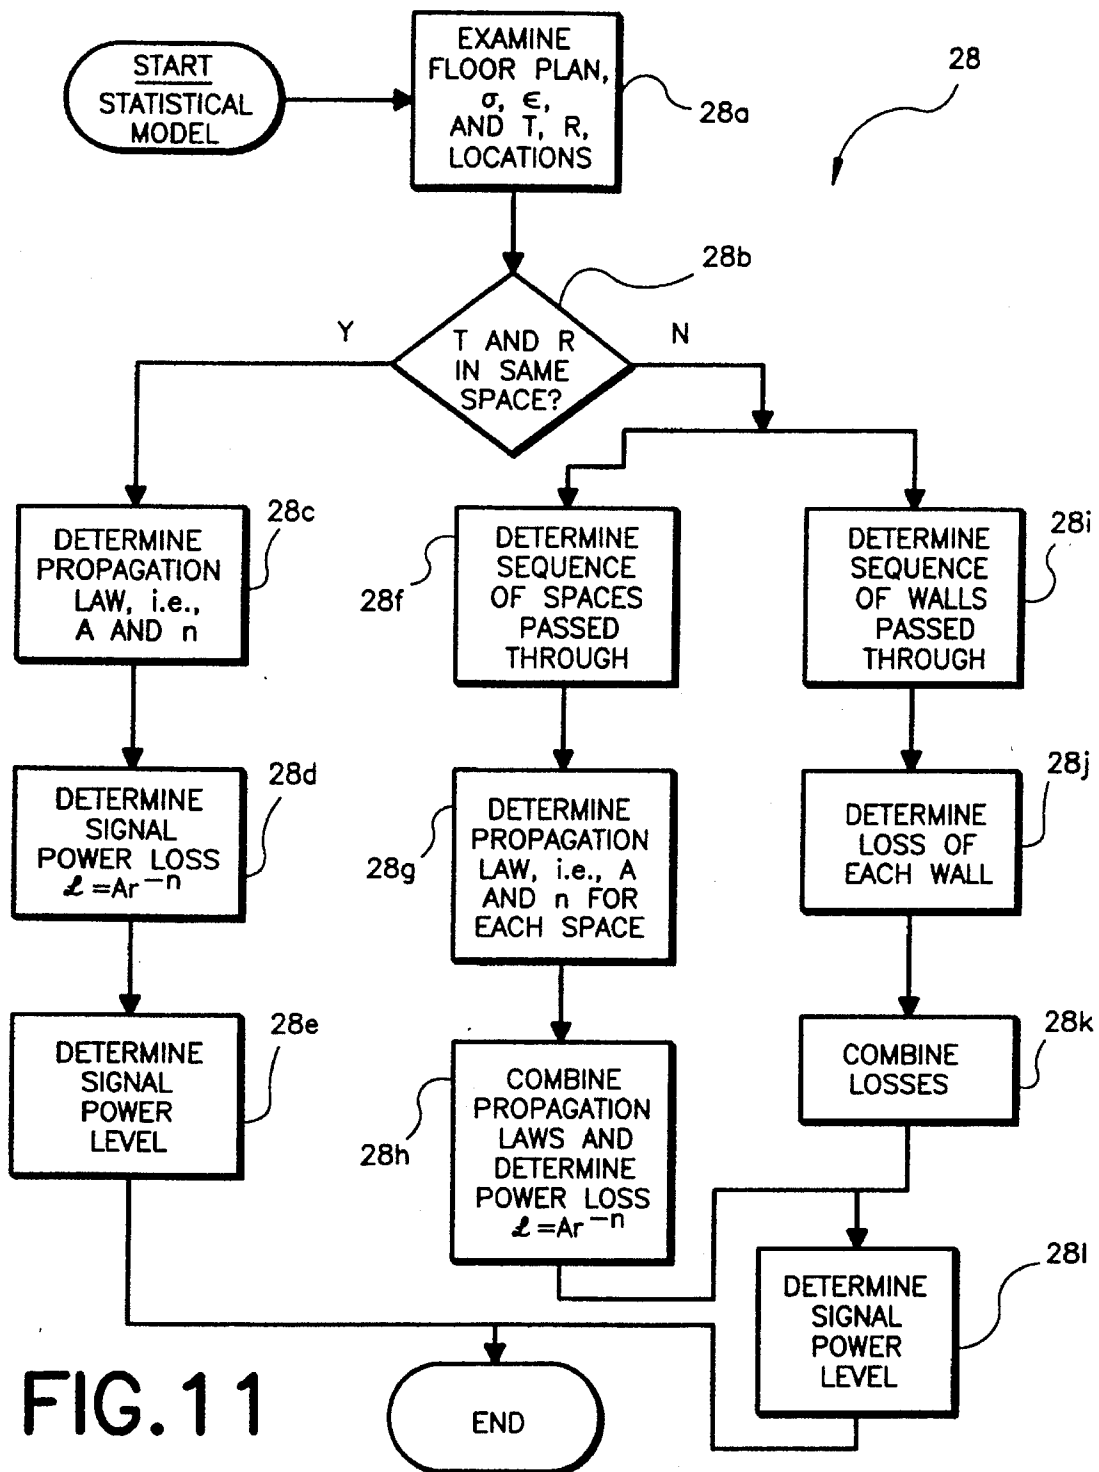 START
STATISTICAL
MODEL
EXAMINE
FLOOR PLAN,
σ, ϵ,
AND T, R,
LOCATIONS
28a
28
28b
T AND R
IN SAME
SPACE?
Y
N
DETERMINE
PROPAGATION
LAW, i.e.,
A AND n
28c
DETERMINE
SIGNAL
POWER LOSS
ℒ=Ar⁻ⁿ
28d
DETERMINE
SIGNAL
POWER
LEVEL
28e
DETERMINE
SEQUENCE
OF SPACES
PASSED
THROUGH
28f
DETERMINE
PROPAGATION
LAW, i.e., A
AND n FOR
EACH SPACE
28g
COMBINE
PROPAGATION
LAWS AND
DETERMINE
POWER LOSS
ℒ=Ar⁻ⁿ
28h
DETERMINE
SEQUENCE
OF WALLS
PASSED
THROUGH
28i
DETERMINE
LOSS OF
EACH WALL
28j
COMBINE
LOSSES
28k
DETERMINE
SIGNAL
POWER
LEVEL
28l
END
FIG.11